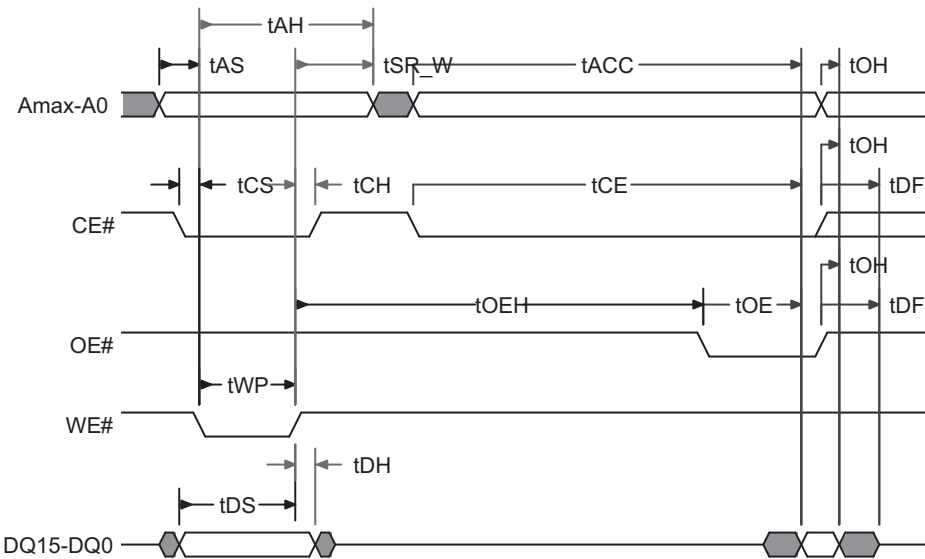 tAH
tAS tSR_W tACC tOH
Amax-A0
tOH
tCS tCH tCE tDF
CE#
tOH
tOEH tOE tDF
OE#
tWP
WE#
tDH
tDS
DQ15-DQ0